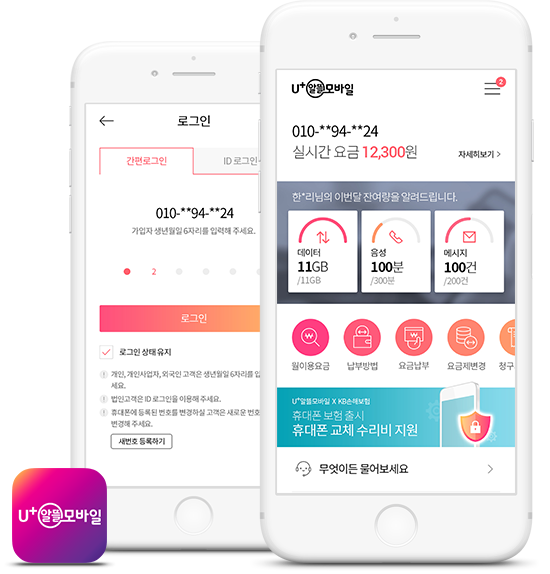 로그인
간편로그인
ID 로그인
010-**94-**24
가입자 생년월일 6자리를 입력해 주세요.
2
로그인
로그인 상태 유지
개인, 개인사업자, 외국인 고객은 생년월일 6자리를 입
세요.
법인고객은 ID 로그인을 이용해 주세요.
휴대폰에 등록된 번호를 변경하실 고객은 새로운 번호
변경해 주세요.
새번호 등록하기
U+알뜰모바일
U+알뜰모바일
2
010-**94-**24
실시간 요금 12,300원
자세히보기 >
한*리님의 이번달 잔여량을 알려드립니다.
데이터
11GB
/11GB
음성
100분
/300분
메시지
100건
/200건
월이용요금
납부방법
요금납부
요금제변경
청구
U+알뜰모바일 X KB손해보험
휴대폰 보험 출시
휴대폰 교체 수리비 지원
무엇이든 물어보세요